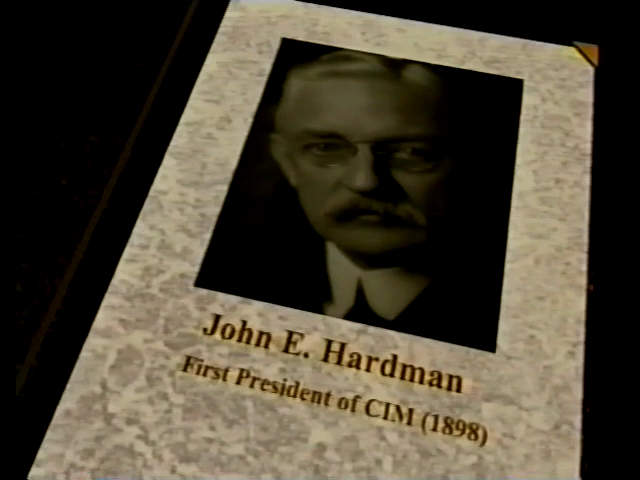 John E. Hardman
First President of CIM (1898)